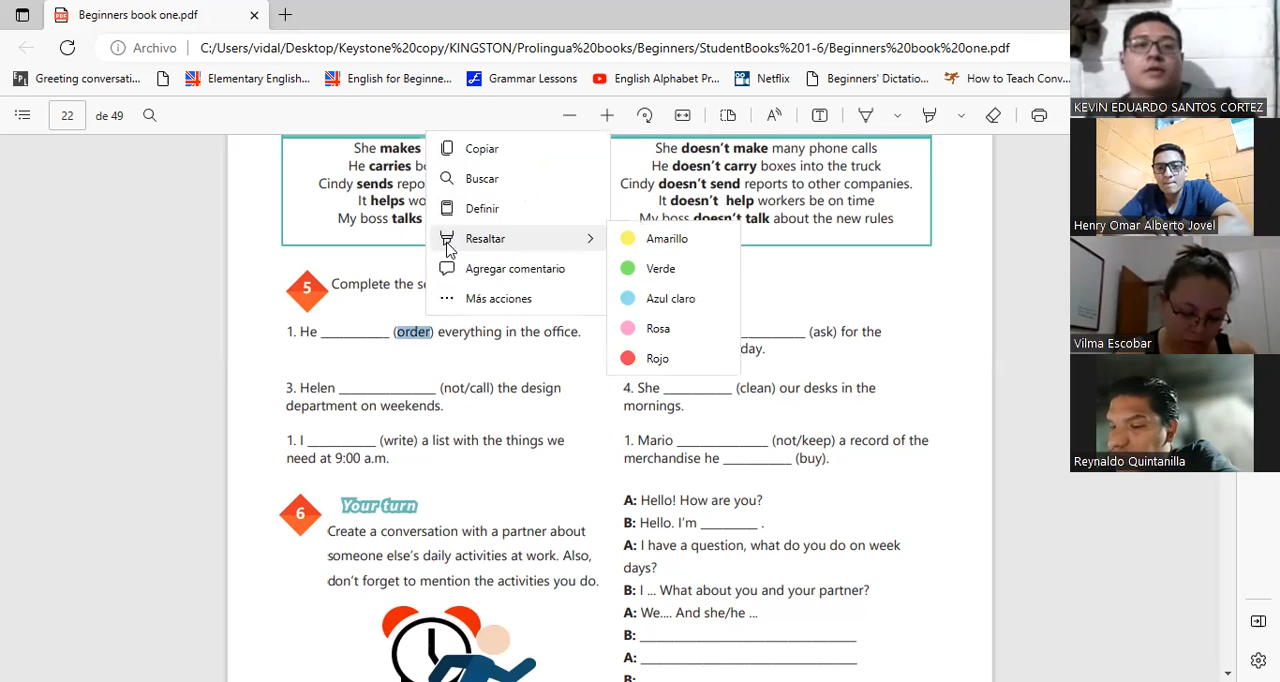 Beginners book one.pdf
Archivo
C:/Users/vidal/Desktop/Keystone%20copy/KINGSTON/Prolingua%20books/Beginners/StudentBooks%201-6/Beginners%20book%20one.pdf
Greeting conversati...
Elementary English...
English for Beginne...
Grammar Lessons
English Alphabet Pr...
Netflix
Beginners' Dictatio...
How to Teach Conv...
22
de 49
She makes
He carries bo
Cindy sends repo
It helps wo
My boss talks
She doesn't make many phone calls
He doesn't carry boxes into the truck
Cindy doesn't send reports to other companies.
It doesn't help workers be on time
My boss doesn't talk about the new rules
Copiar
Buscar
Definir
Resaltar
Agregar comentario
Más acciones
Amarillo
Verde
Azul claro
Rosa
Rojo
5
Complete the se
1. He __________ (order) everything in the office.
_________ (ask) for the
day.
3. Helen ______________ (not/call) the design
department on weekends.
4. She __________ (clean) our desks in the
mornings.
1. I __________ (write) a list with the things we
need at 9:00 a.m.
1. Mario _____________ (not/keep) a record of the
merchandise he __________ (buy).
6
Your turn
Create a conversation with a partner about
someone else's daily activities at work. Also,
don't forget to mention the activities you do.
A: Hello! How are you?
B: Hello. I'm ________ .
A: I have a question, what do you do on week
days?
B: I ... What about you and your partner?
A: We.... And she/he ...
B: _______________________________
A: _______________________________
B:
KEVIN EDUARDO SANTOS CORTEZ
Henry Omar Alberto Jovel
Vilma Escobar
Reynaldo Quintanilla